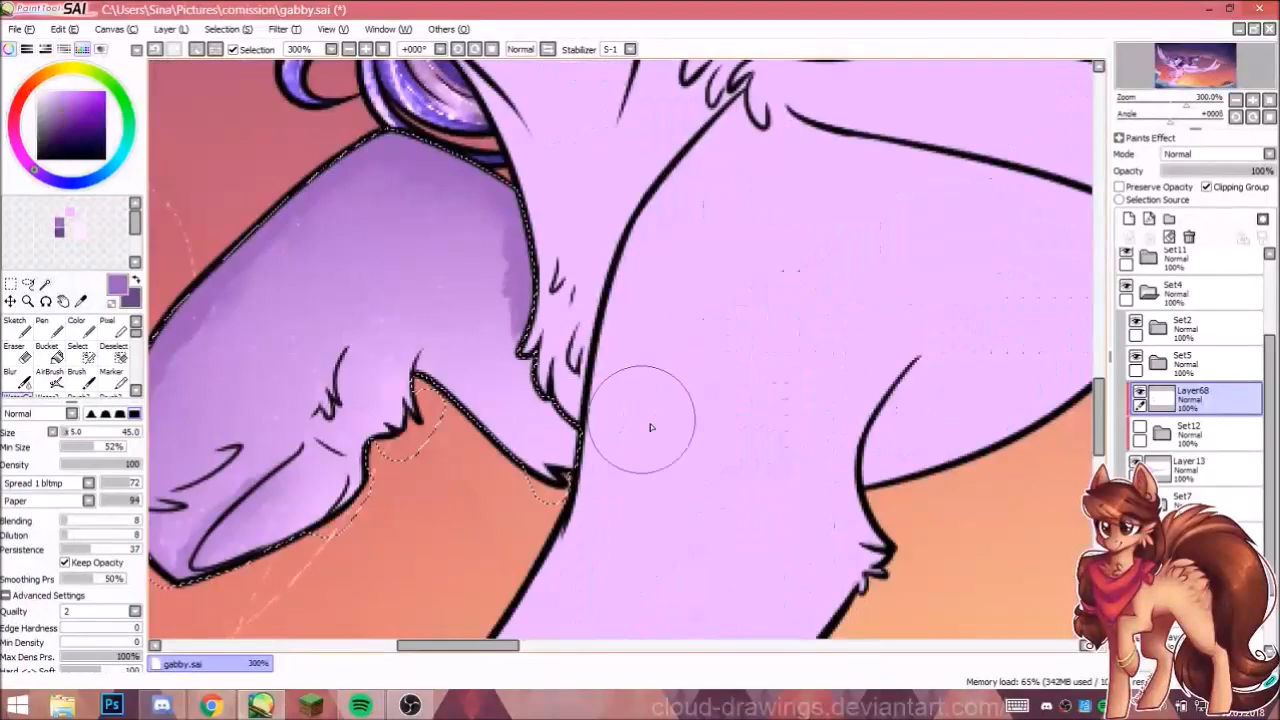 PaintTool SAI C:\Users\Sina\Pictures\comission\gabby.sai (*)
File (F) Edit (E) Canvas (C) Layer (L) Selection (S) Filter (T) View (V) Window (W) Others (O)
Selection 300% +000° Normal Stabilizer S-1
Zoom 300.0%
Angle +0006
Paints Effect
Mode Normal
Opacity 100%
Preserve Opacity Clipping Group
Selection Source
Set11
Normal
100%
Set4
Normal
100%
Set2
Normal
100%
Set5
Normal
100%
Layer68
Normal
100%
Set12
Normal
100%
Layer13
Normal
100%
Set7
Sketch Pen Color Pixel
Eraser Bucket Select Deselect
Blur AirBrush Brush Marker
Normal
Size x 5.0 45.0
Min Size 52%
Density 100
Spread 1 bltmp 72
Paper 94
Blending 8
Dilution 8
Persistence 37
Keep Opacity
Smoothing Prs 50%
Advanced Settings
Quality 2
Edge Hardness 0
Min Density 0
Max Dens Prs. 100%
gabby.sai 300%
Memory load: 65% (342MB used / 10
Ps
cloud-drawings.deviantart.com
2018